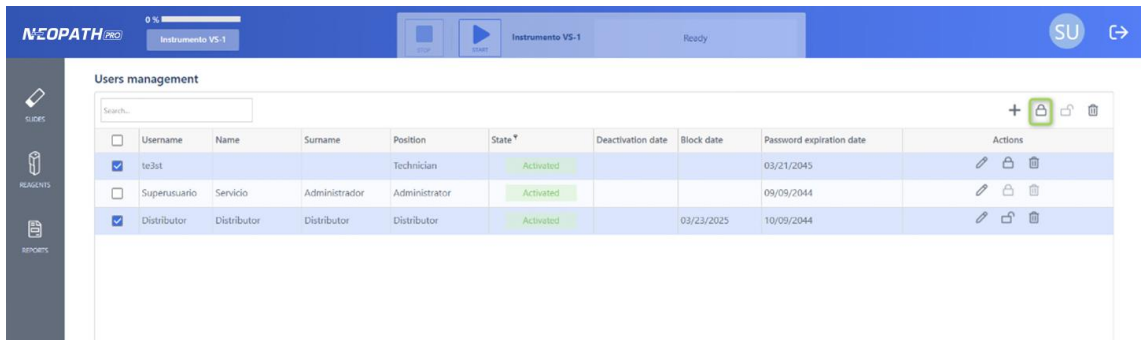 NEOPATH PRO
0 %
Instrumento VS-1
STOP
START
Instrumento VS-1
Ready
SU
SLIDES
REAGENTS
REPORTS
Users management
Search...
Username Name Surname Position State Deactivation date Block date Password expiration date Actions
te3st Technician Activated 03/21/2045
Superusuario Servicio Administrador Administrator Activated 09/09/2044
Distributor Distributor Distributor Distributor Activated 03/23/2025 10/09/2044